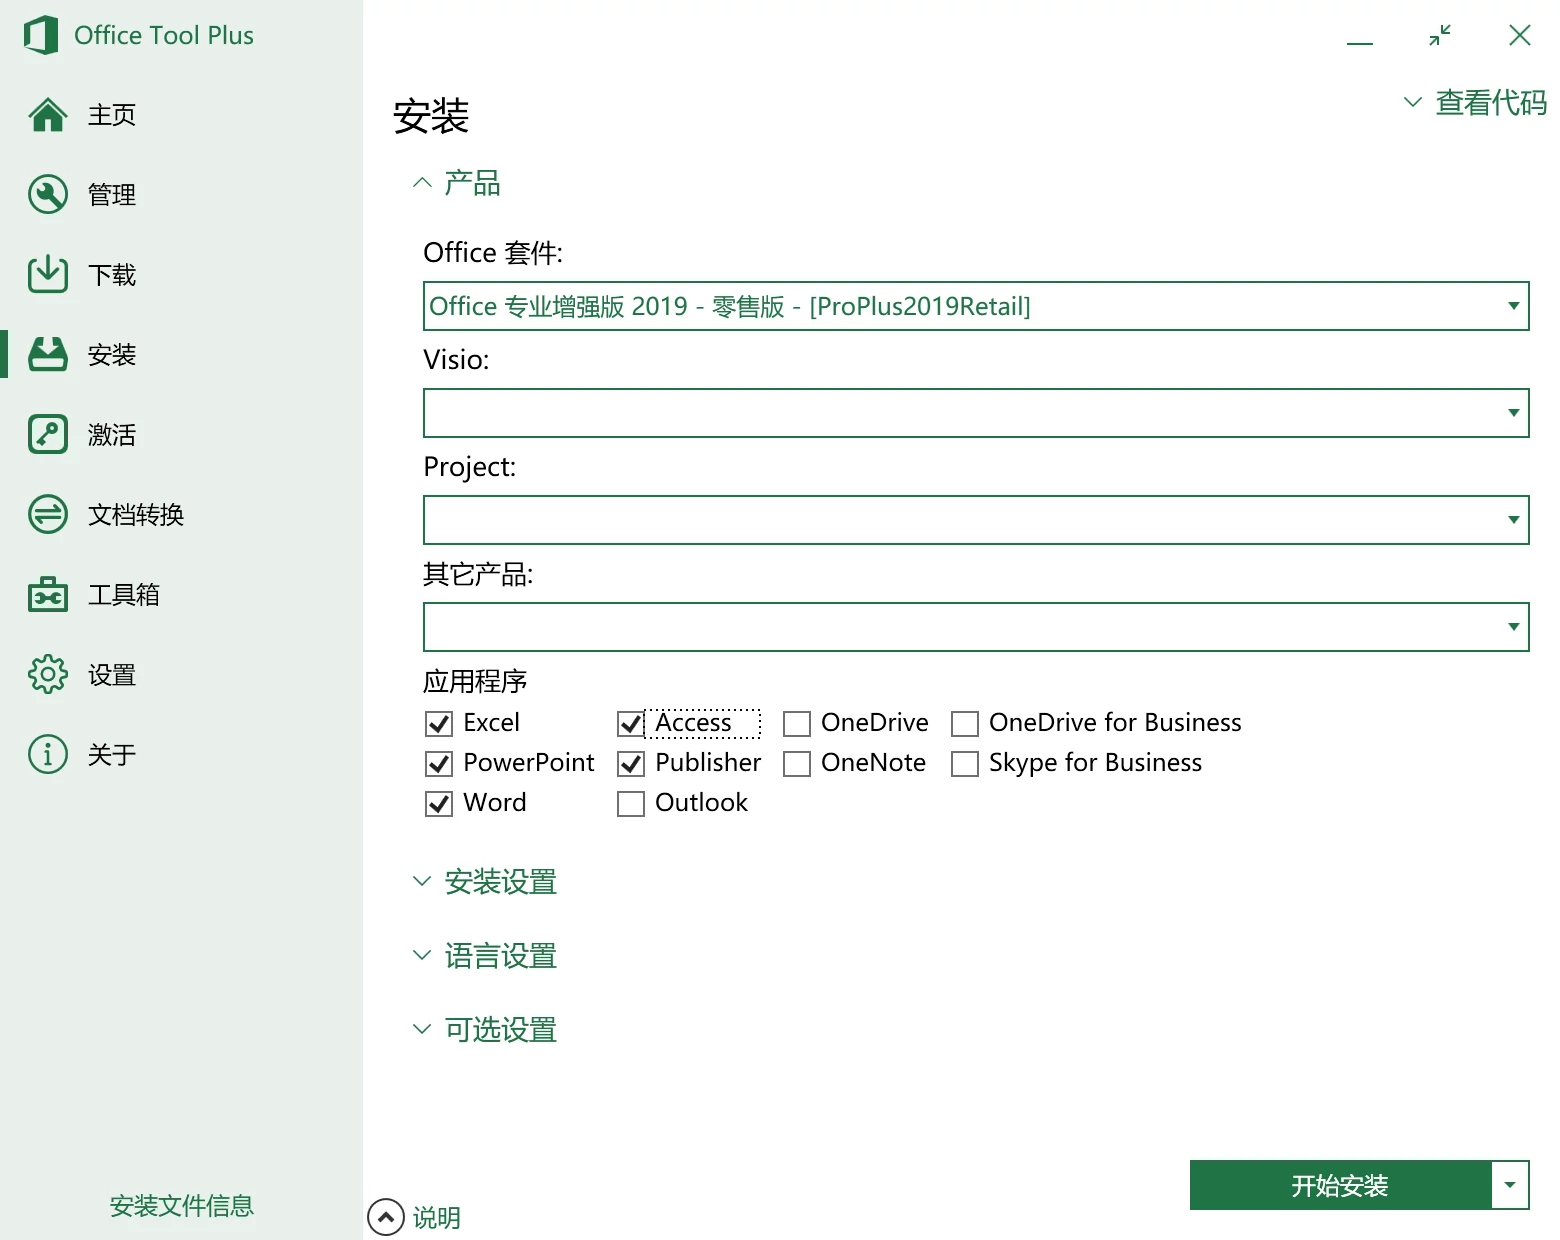 Office Tool Plus
主页
管理
下载
安装
激活
文档转换
工具箱
设置
关于
安装文件信息
安装
查看代码
产品
Office 套件:
Office 专业增强版 2019 - 零售版 - [ProPlus2019Retail]
Visio:
Project:
其它产品:
应用程序
Excel Access OneDrive OneDrive for Business
PowerPoint Publisher OneNote Skype for Business
Word Outlook
安装设置
语言设置
可选设置
开始安装
说明